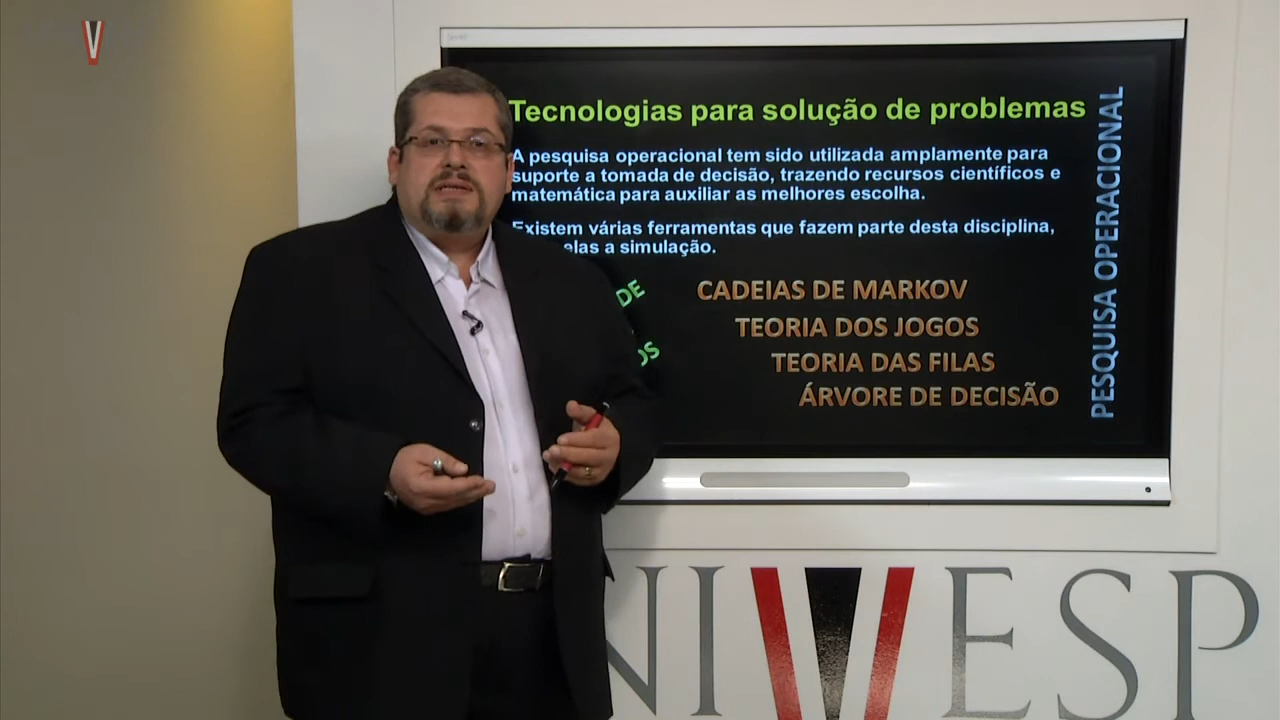 Tecnologias para solução de problemas
A pesquisa operacional tem sido utilizada amplamente para
suporte a tomada de decisão, trazendo recursos científicos e
matemática para auxiliar as melhores escolha.
Existem várias ferramentas que fazem parte desta disciplina,
elas a simulação.
DE
OS
CADEIAS DE MARKOV
TEORIA DOS JOGOS
TEORIA DAS FILAS
ÁRVORE DE DECISÃO
PESQUISA OPERACIONAL
NIVESP